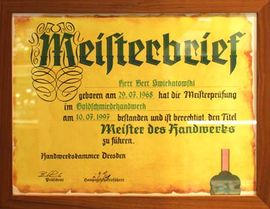 Meisterbrief
Herr Bert Swiekatowski
geboren am 29.07.1968 hat die Meisterprüfung
im Goldschmiedehandwerk
am 10.07.1997 bestanden und ist berechtigt, den Titel
Meister des Handwerks
zu führen.
Handwerkskammer Dresden
Präsident Hauptgeschäftsführer